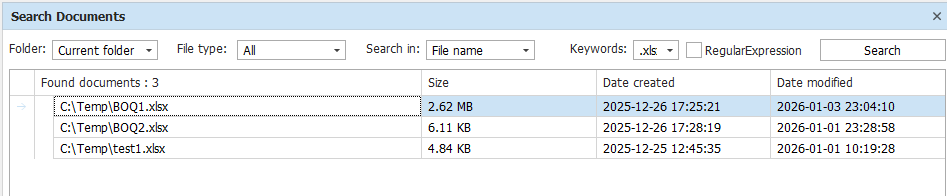 Search Documents
Folder: Current folder File type: All Search in: File name Keywords: .xls RegularExpression Search
Found documents : 3 Size Date created Date modified
C:\Temp\BOQ1.xlsx 2.62 MB 2025-12-26 17:25:21 2026-01-03 23:04:10
C:\Temp\BOQ2.xlsx 6.11 KB 2025-12-26 17:28:19 2026-01-01 23:28:58
C:\Temp\test1.xlsx 4.84 KB 2025-12-25 12:45:35 2026-01-01 10:19:28